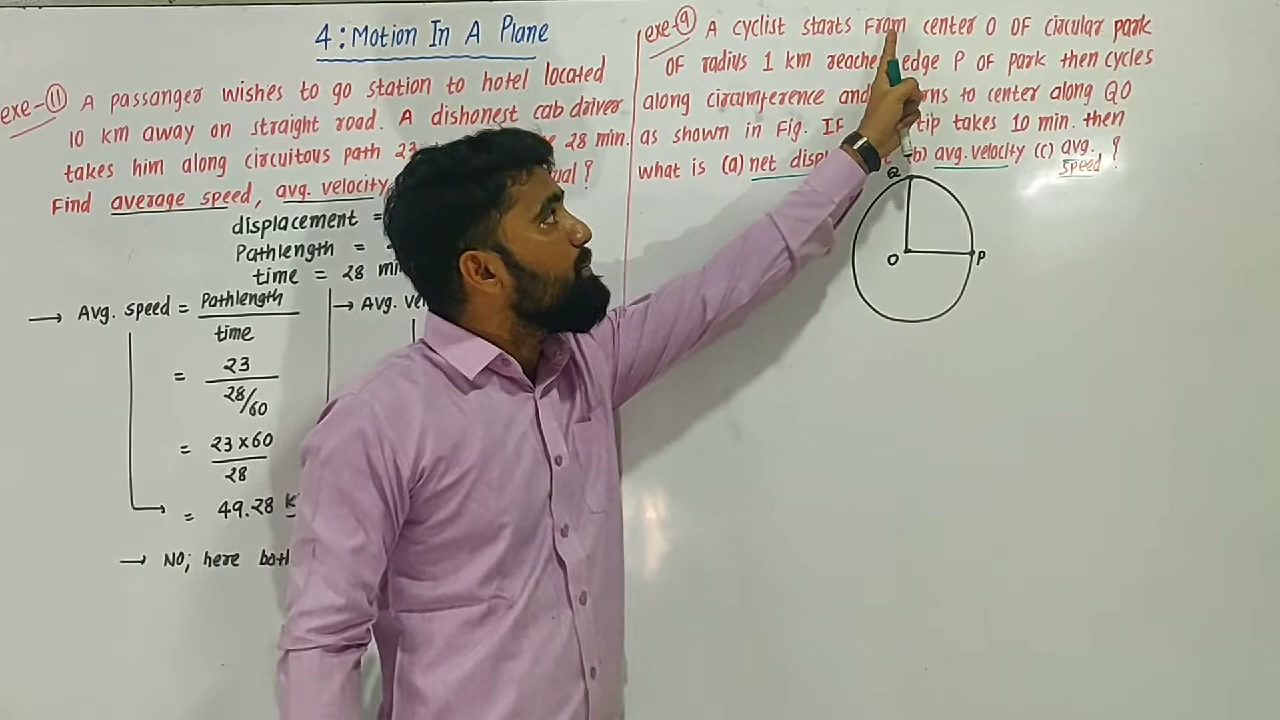 4: Motion In A Plane
exe-11 A passanger wishes to go station to hotel located
10 km away on straight road. A dishonest cab driver
takes him along circuitous path 23 28 min.
Find average speed, avg. velocity ual ?
displacement =
Pathlength =
time = 28 min
→ Avg. speed = Pathlength
time
= 23
28/60
= 23 x 60
28
= 49.28 K
→ NO; here both
→ Avg. ve
exe-9 A cyclist starts From center O OF circular park
OF radius 1 km reache edge P OF park then cycles
along circumference and ns to center along QO
as shown in Fig. IF tip takes 10 min. then
what is (a) net disp (b) avg. veloclty (c) avg. speed ?
Q
O
P